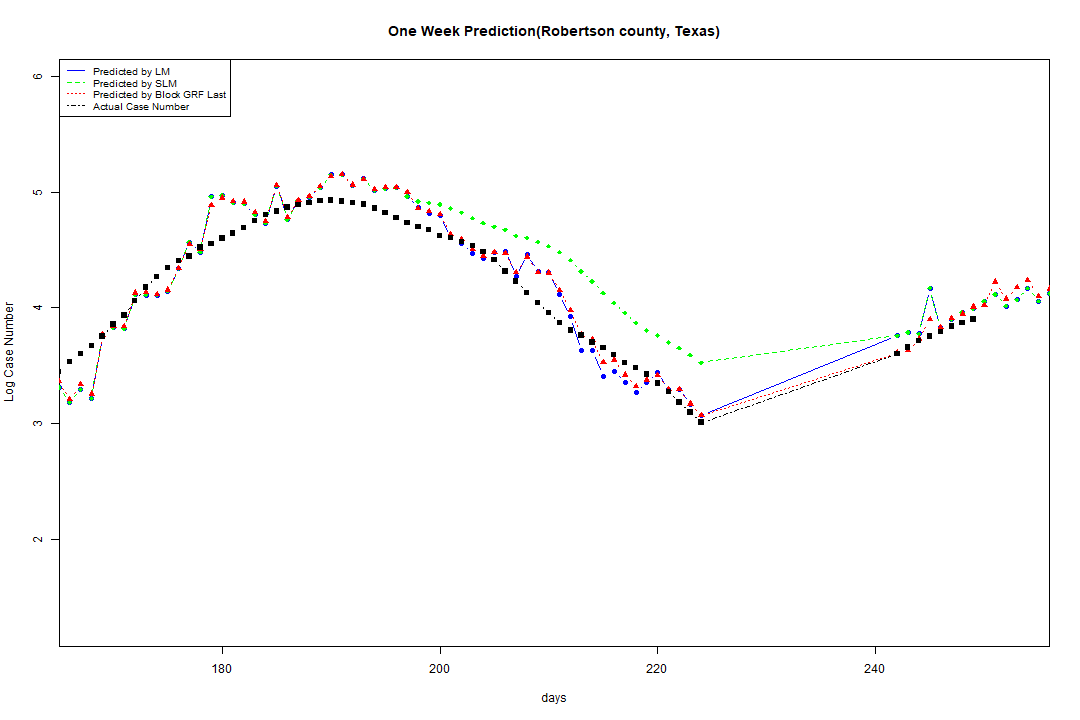 One Week Prediction(Robertson county, Texas)
Predicted by LM
Predicted by SLM
Predicted by Block GRF Last
Actual Case Number
6
5
4
3
2
Log Case Number
180
200
220
240
days